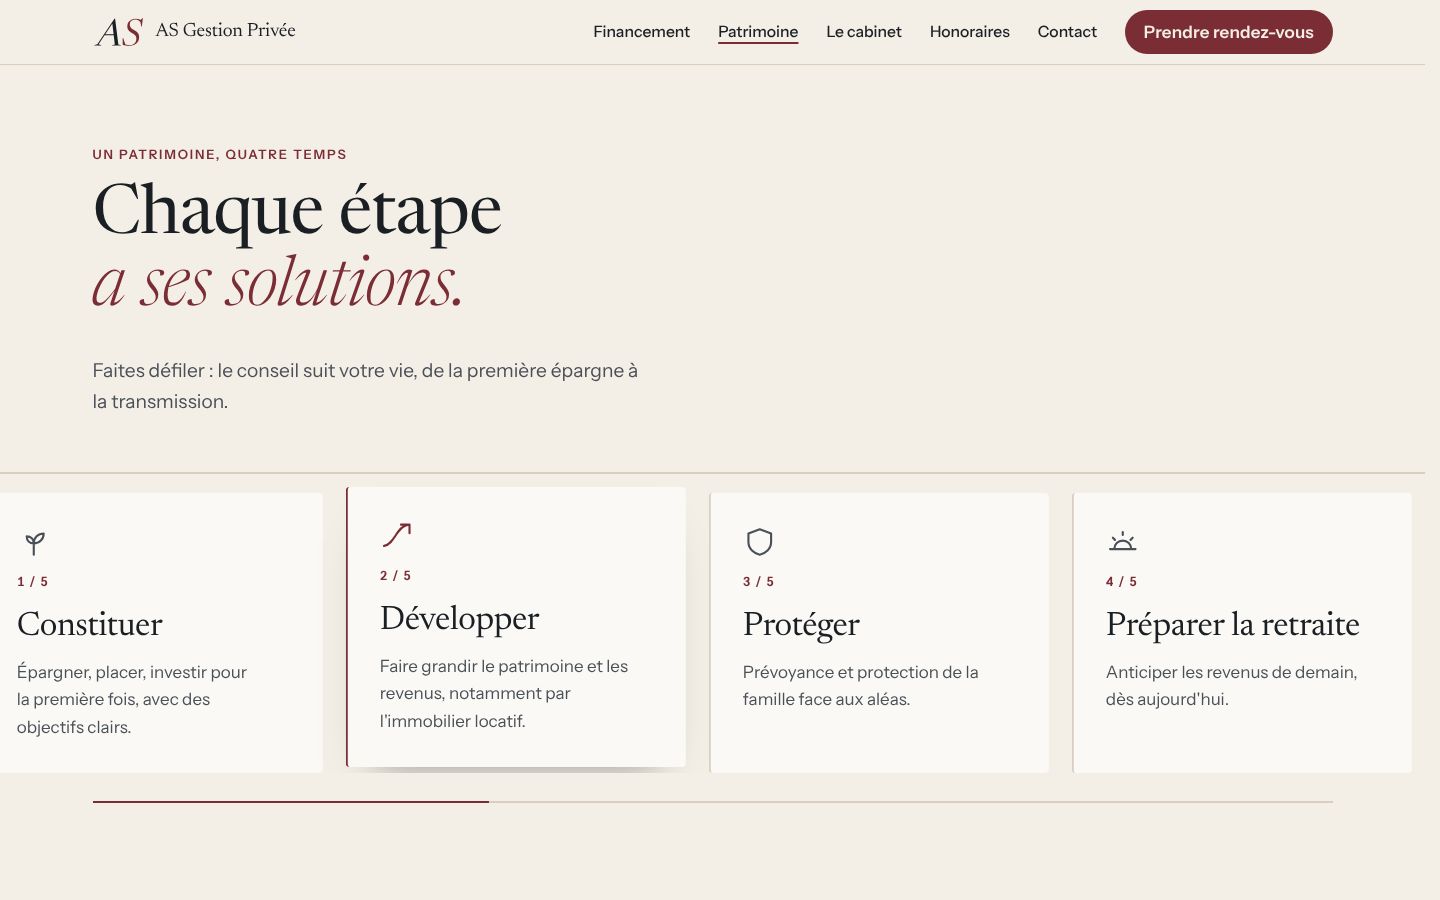 AS AS Gestion Privée
Financement Patrimoine Le cabinet Honoraires Contact Prendre rendez-vous
UN PATRIMOINE, QUATRE TEMPS
Chaque étape
a ses solutions.
Faites défiler : le conseil suit votre vie, de la première épargne à
la transmission.
1 / 5
Constituer
Épargner, placer, investir pour
la première fois, avec des
objectifs clairs.
2 / 5
Développer
Faire grandir le patrimoine et les
revenus, notamment par
l'immobilier locatif.
3 / 5
Protéger
Prévoyance et protection de la
famille face aux aléas.
4 / 5
Préparer la retraite
Anticiper les revenus de demain,
dès aujourd'hui.